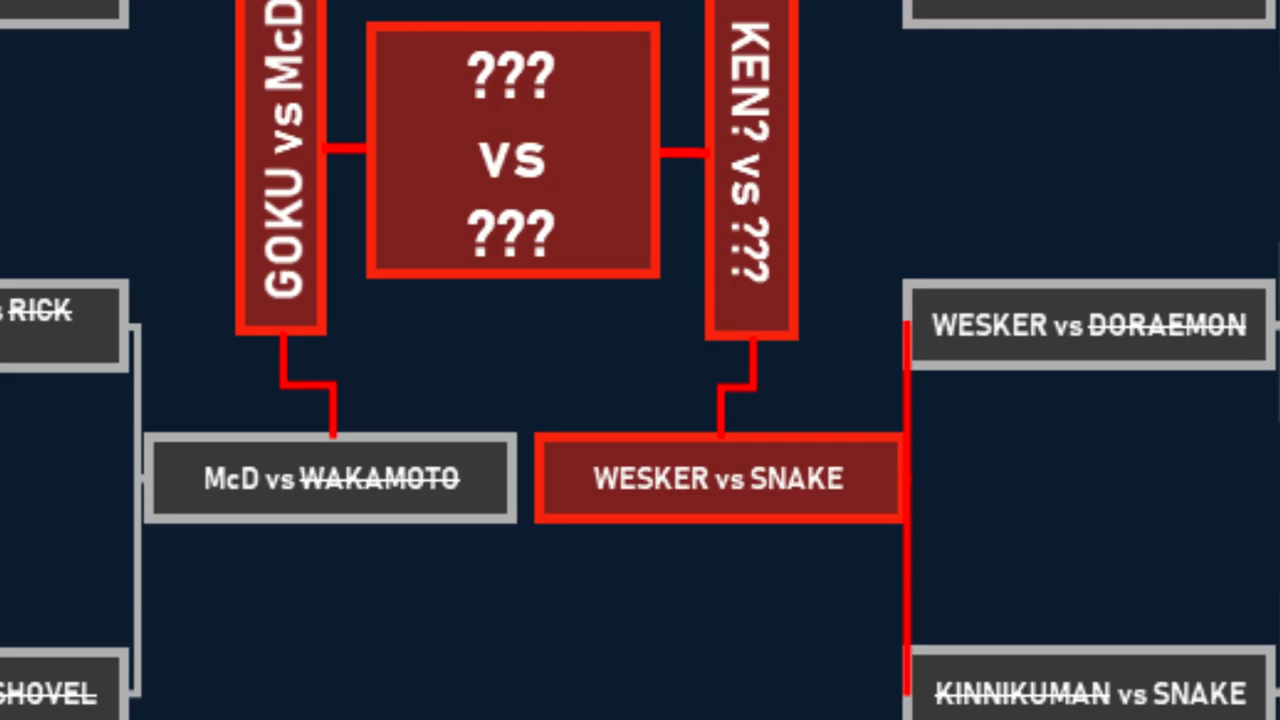 GOKU vs McD
???
vs
???
KEN? vs ???
RICK
WESKER vs DORAEMON
McD vs WAKAMOTO
WESKER vs SNAKE
SHOVEL
KINNIKUMAN vs SNAKE